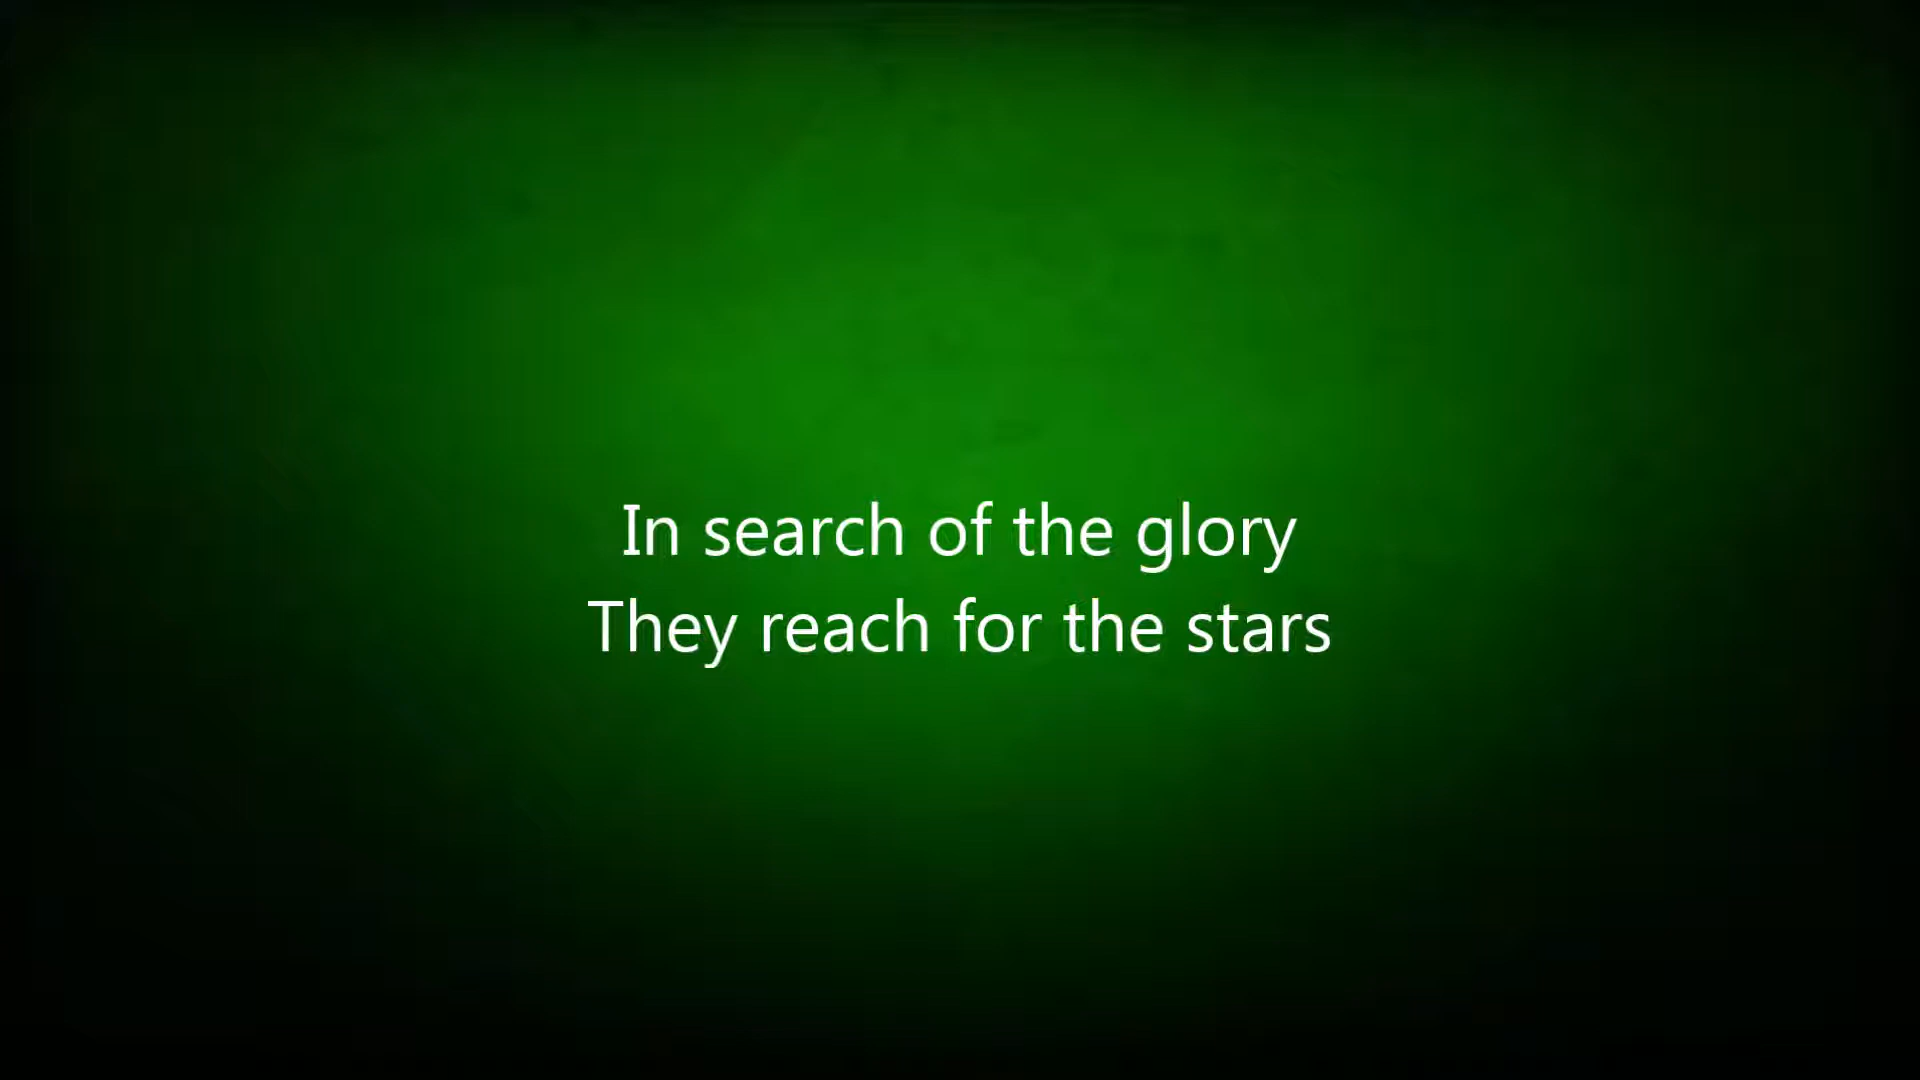 In search of the glory
They reach for the stars